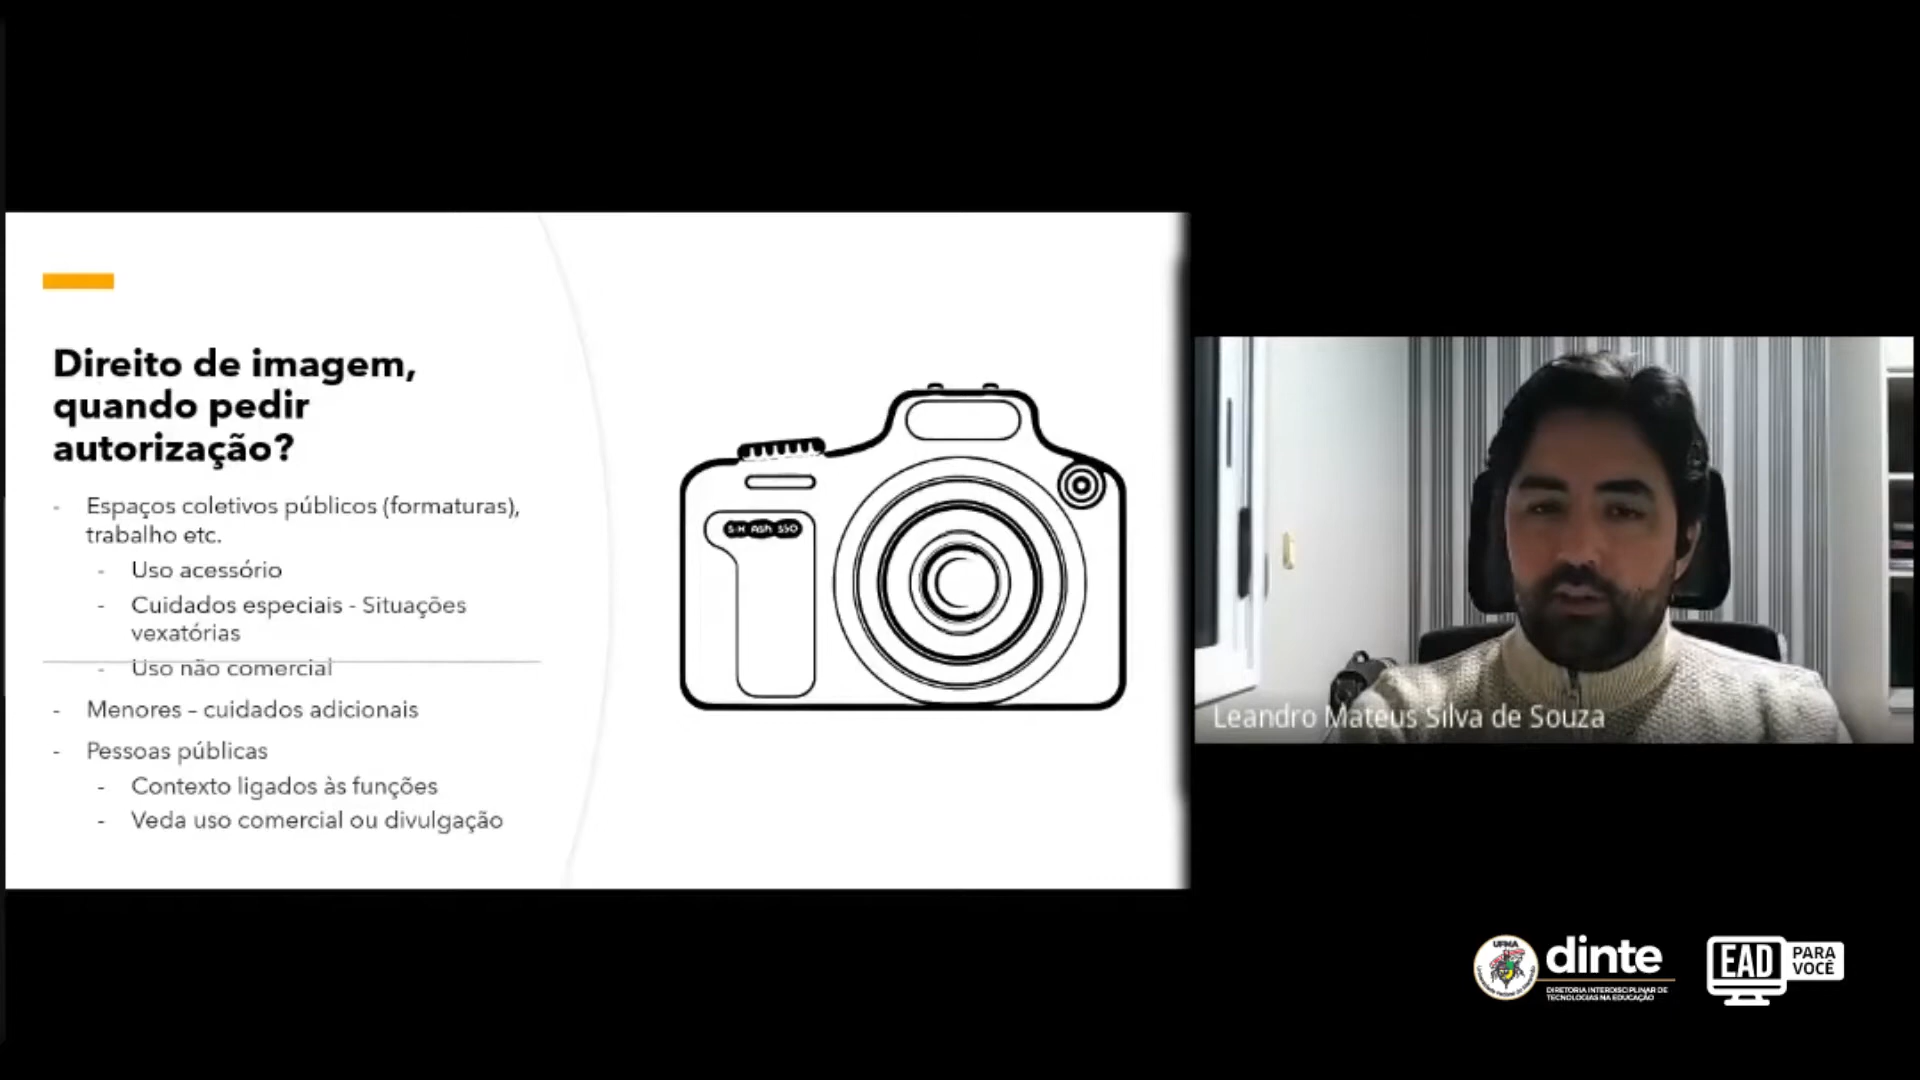 Direito de imagem,
quando pedir
autorização?
- Espaços coletivos públicos (formaturas),
trabalho etc.
- Uso acessório
- Cuidados especiais - Situações
vexatórias
- Uso não comercial
- Menores – cuidados adicionais
- Pessoas públicas
- Contexto ligados às funções
- Veda uso comercial ou divulgação
Leandro Mateus Silva de Souza
UFMA
dinte
DIRETORIA INTERDISCIPLINAR DE
TECNOLOGIAS NA EDUCAÇÃO
EAD
PARA
VOCÊ